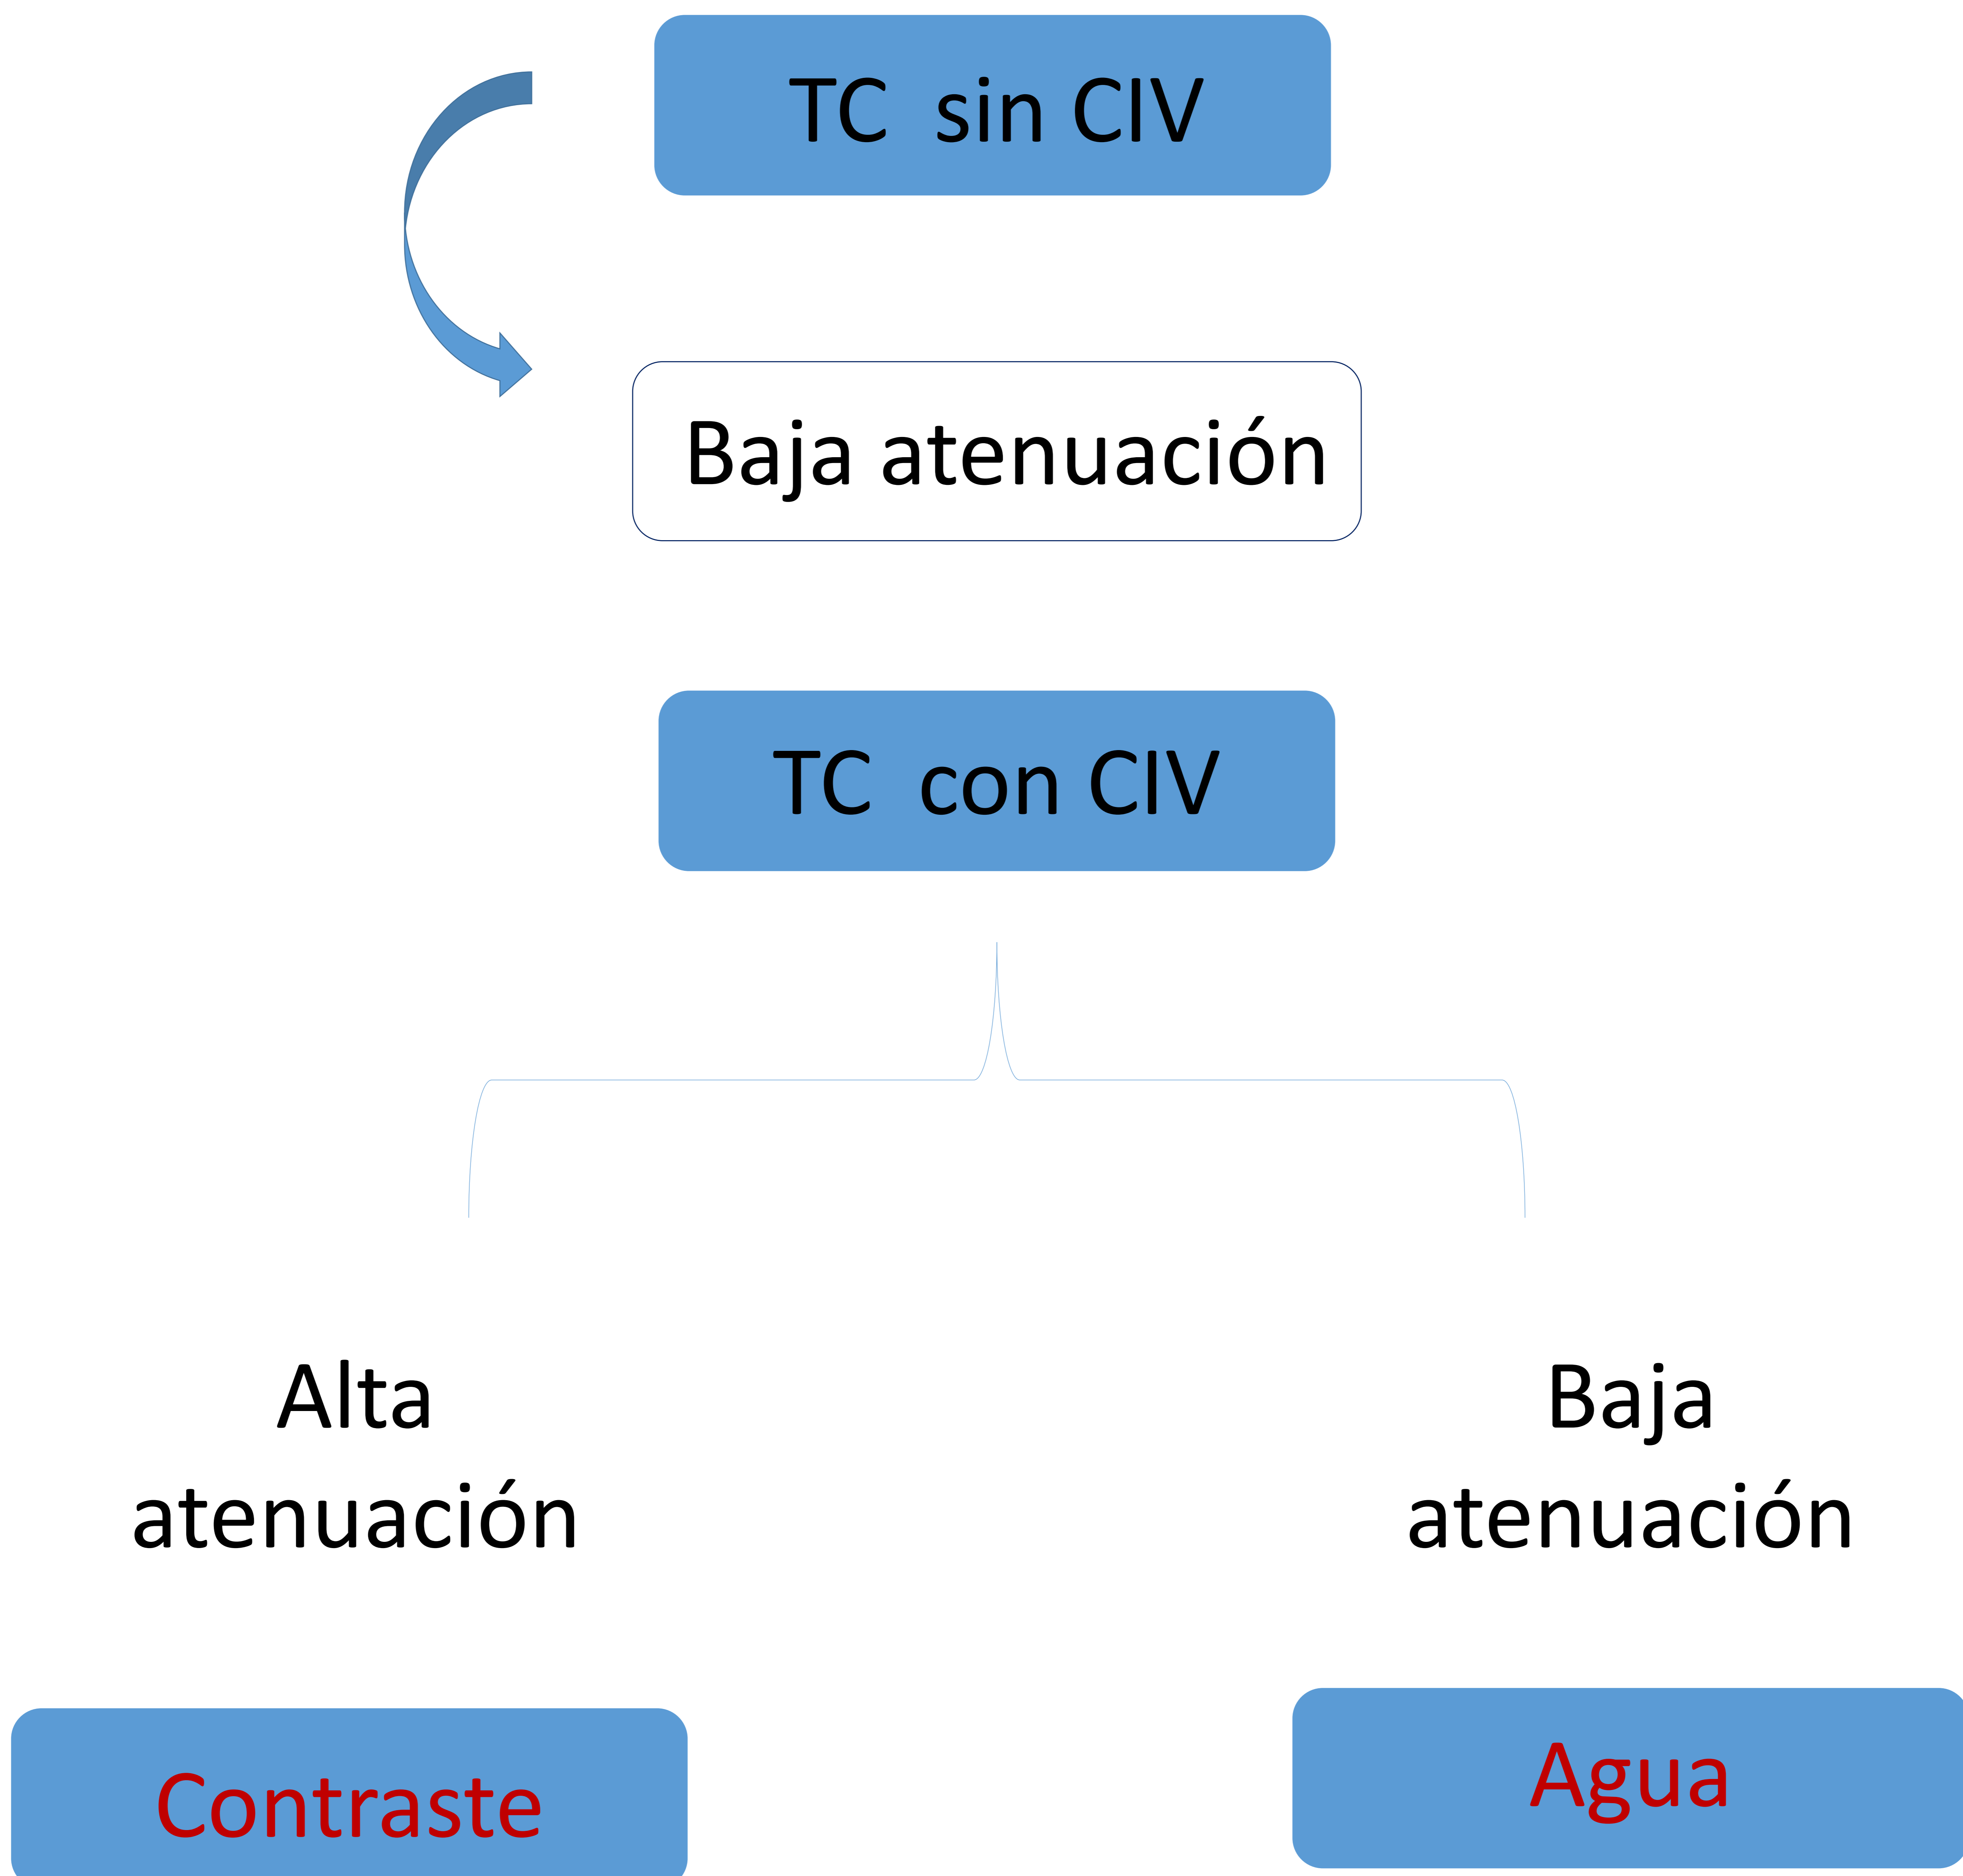 TC sin CIV
Baja atenuación
TC con CIV
Alta
atenuación
Baja
atenuación
Contraste
Agua